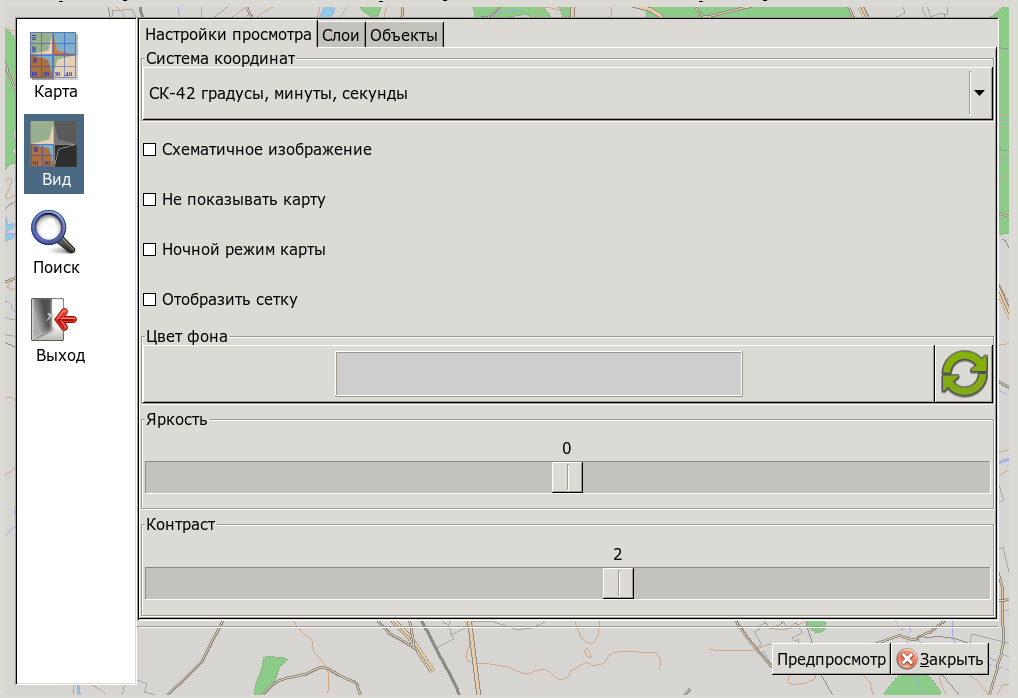 Карта
Вид
Поиск
Выход
Настройки просмотра Слои Объекты
Система координат
СК-42 градусы, минуты, секунды
Схематичное изображение
Не показывать карту
Ночной режим карты
Отобразить сетку
Цвет фона
Яркость
0
Контраст
2
Предпросмотр Закрыть